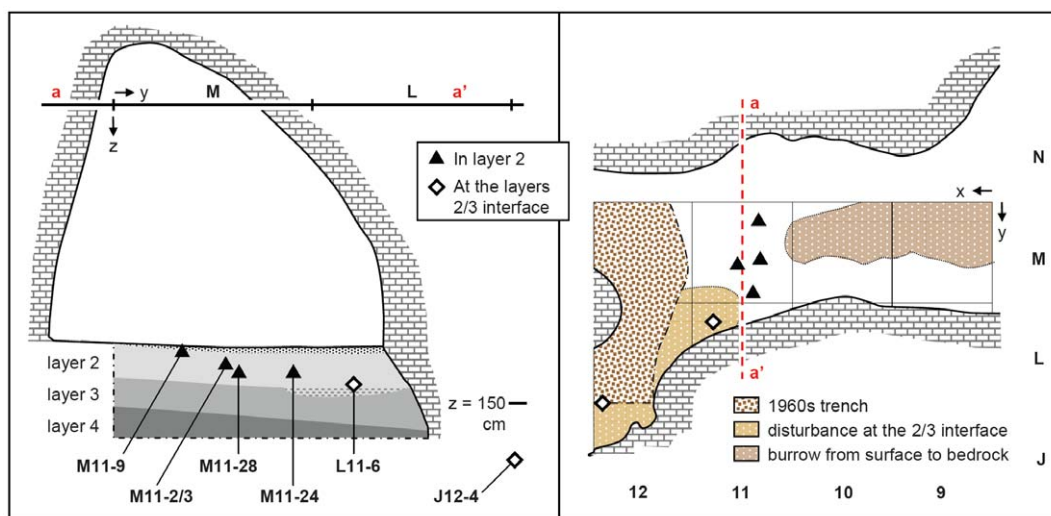 a
y
M
L
a'
z
In layer 2
At the layers
2/3 interface
layer 2
layer 3
layer 4
z = 150
cm
M11-9
M11-28
L11-6
M11-2/3
M11-24
J12-4
a
N
x
y
M
L
a'
1960s trench
disturbance at the 2/3 interface
burrow from surface to bedrock
J
12
11
10
9